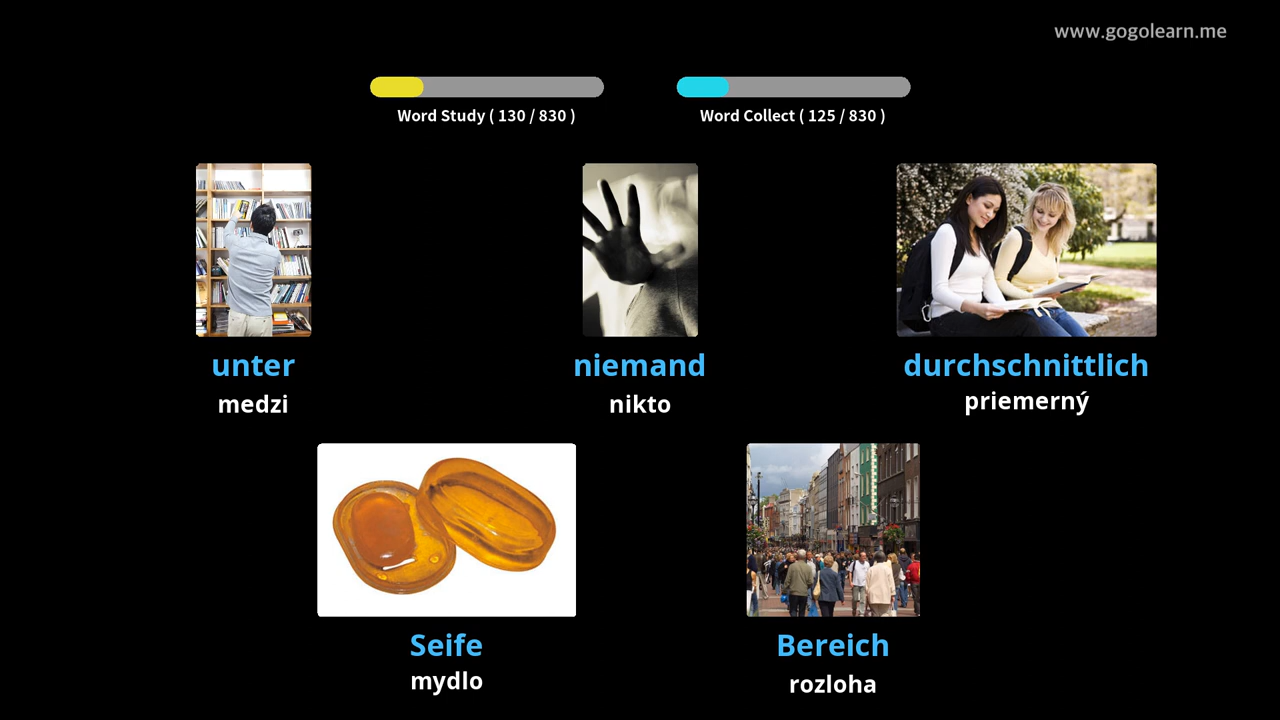 www.gogolearn.me
Word Study ( 130 / 830 )
Word Collect ( 125 / 830 )
unter
medzi
niemand
nikto
durchschnittlich
priemerný
Seife
mydlo
Bereich
rozloha